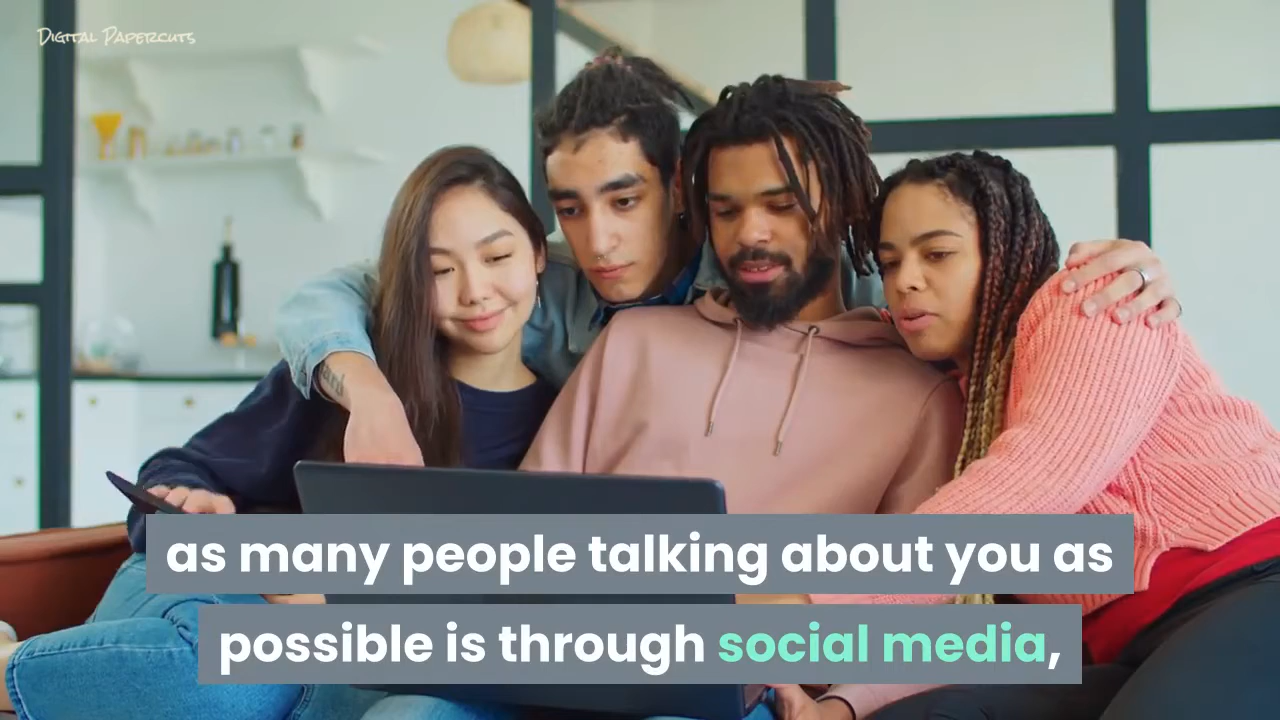 Digital Papercuts
as many people talking about you as
possible is through social media,